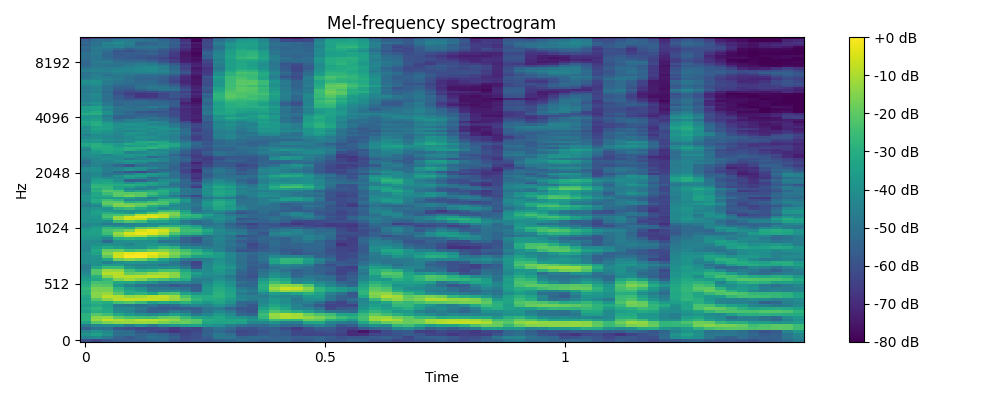 Mel-frequency spectrogram
8192
4096
2048
1024
512
0
Hz
0
0.5
1
Time
+0 dB
-10 dB
-20 dB
-30 dB
-40 dB
-50 dB
-60 dB
-70 dB
-80 dB